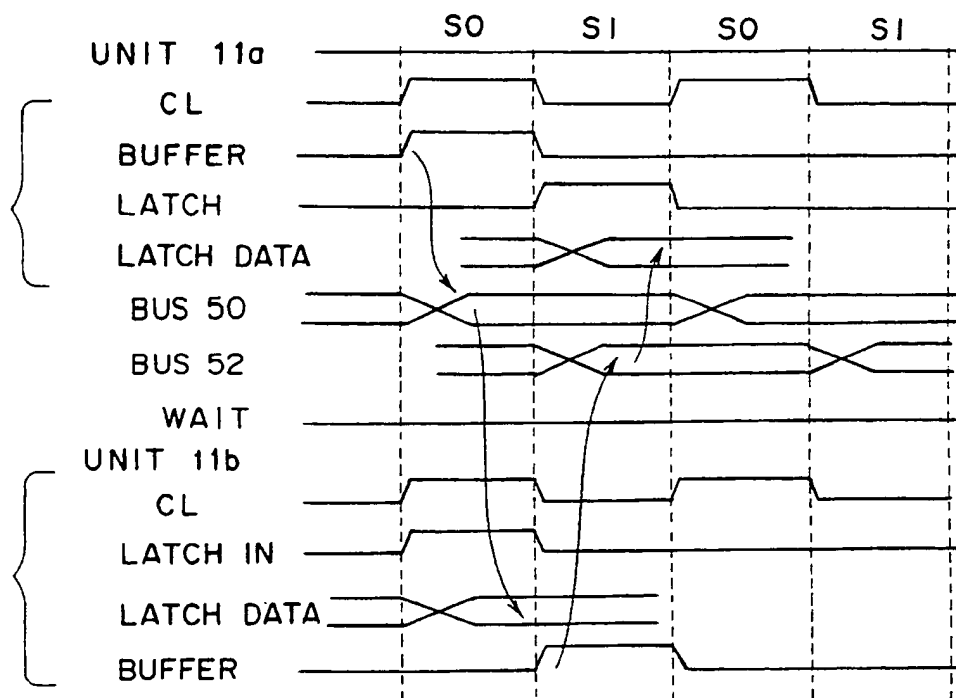 S0 S1 S0 S1
UNIT 11a
CL
BUFFER
LATCH
LATCH DATA
BUS 50
BUS 52
WAIT
UNIT 11b
CL
LATCH IN
LATCH DATA
BUFFER